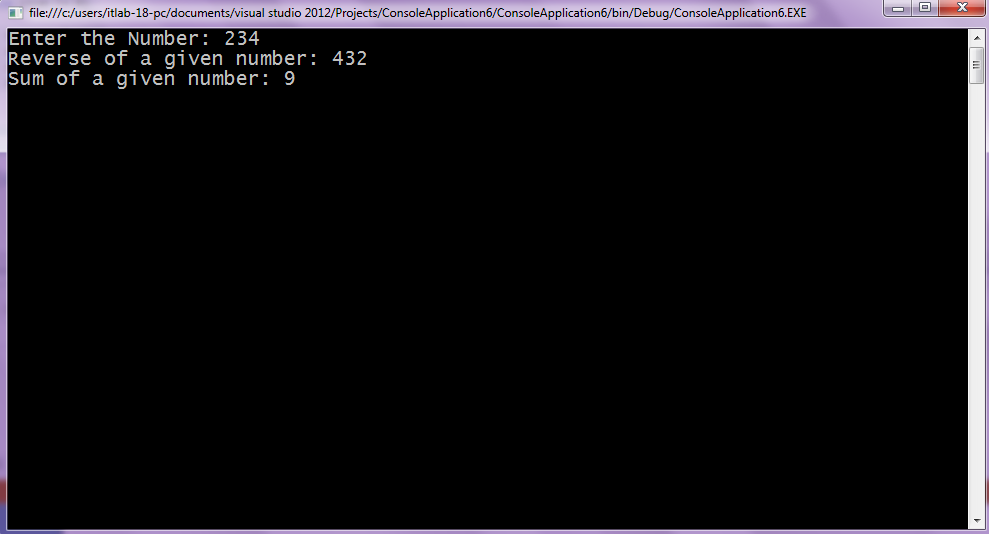 file:///c:/users/itlab-18-pc/documents/visual studio 2012/Projects/ConsoleApplication6/ConsoleApplication6/bin/Debug/ConsoleApplication6.EXE
Enter the Number: 234
Reverse of a given number: 432
Sum of a given number: 9